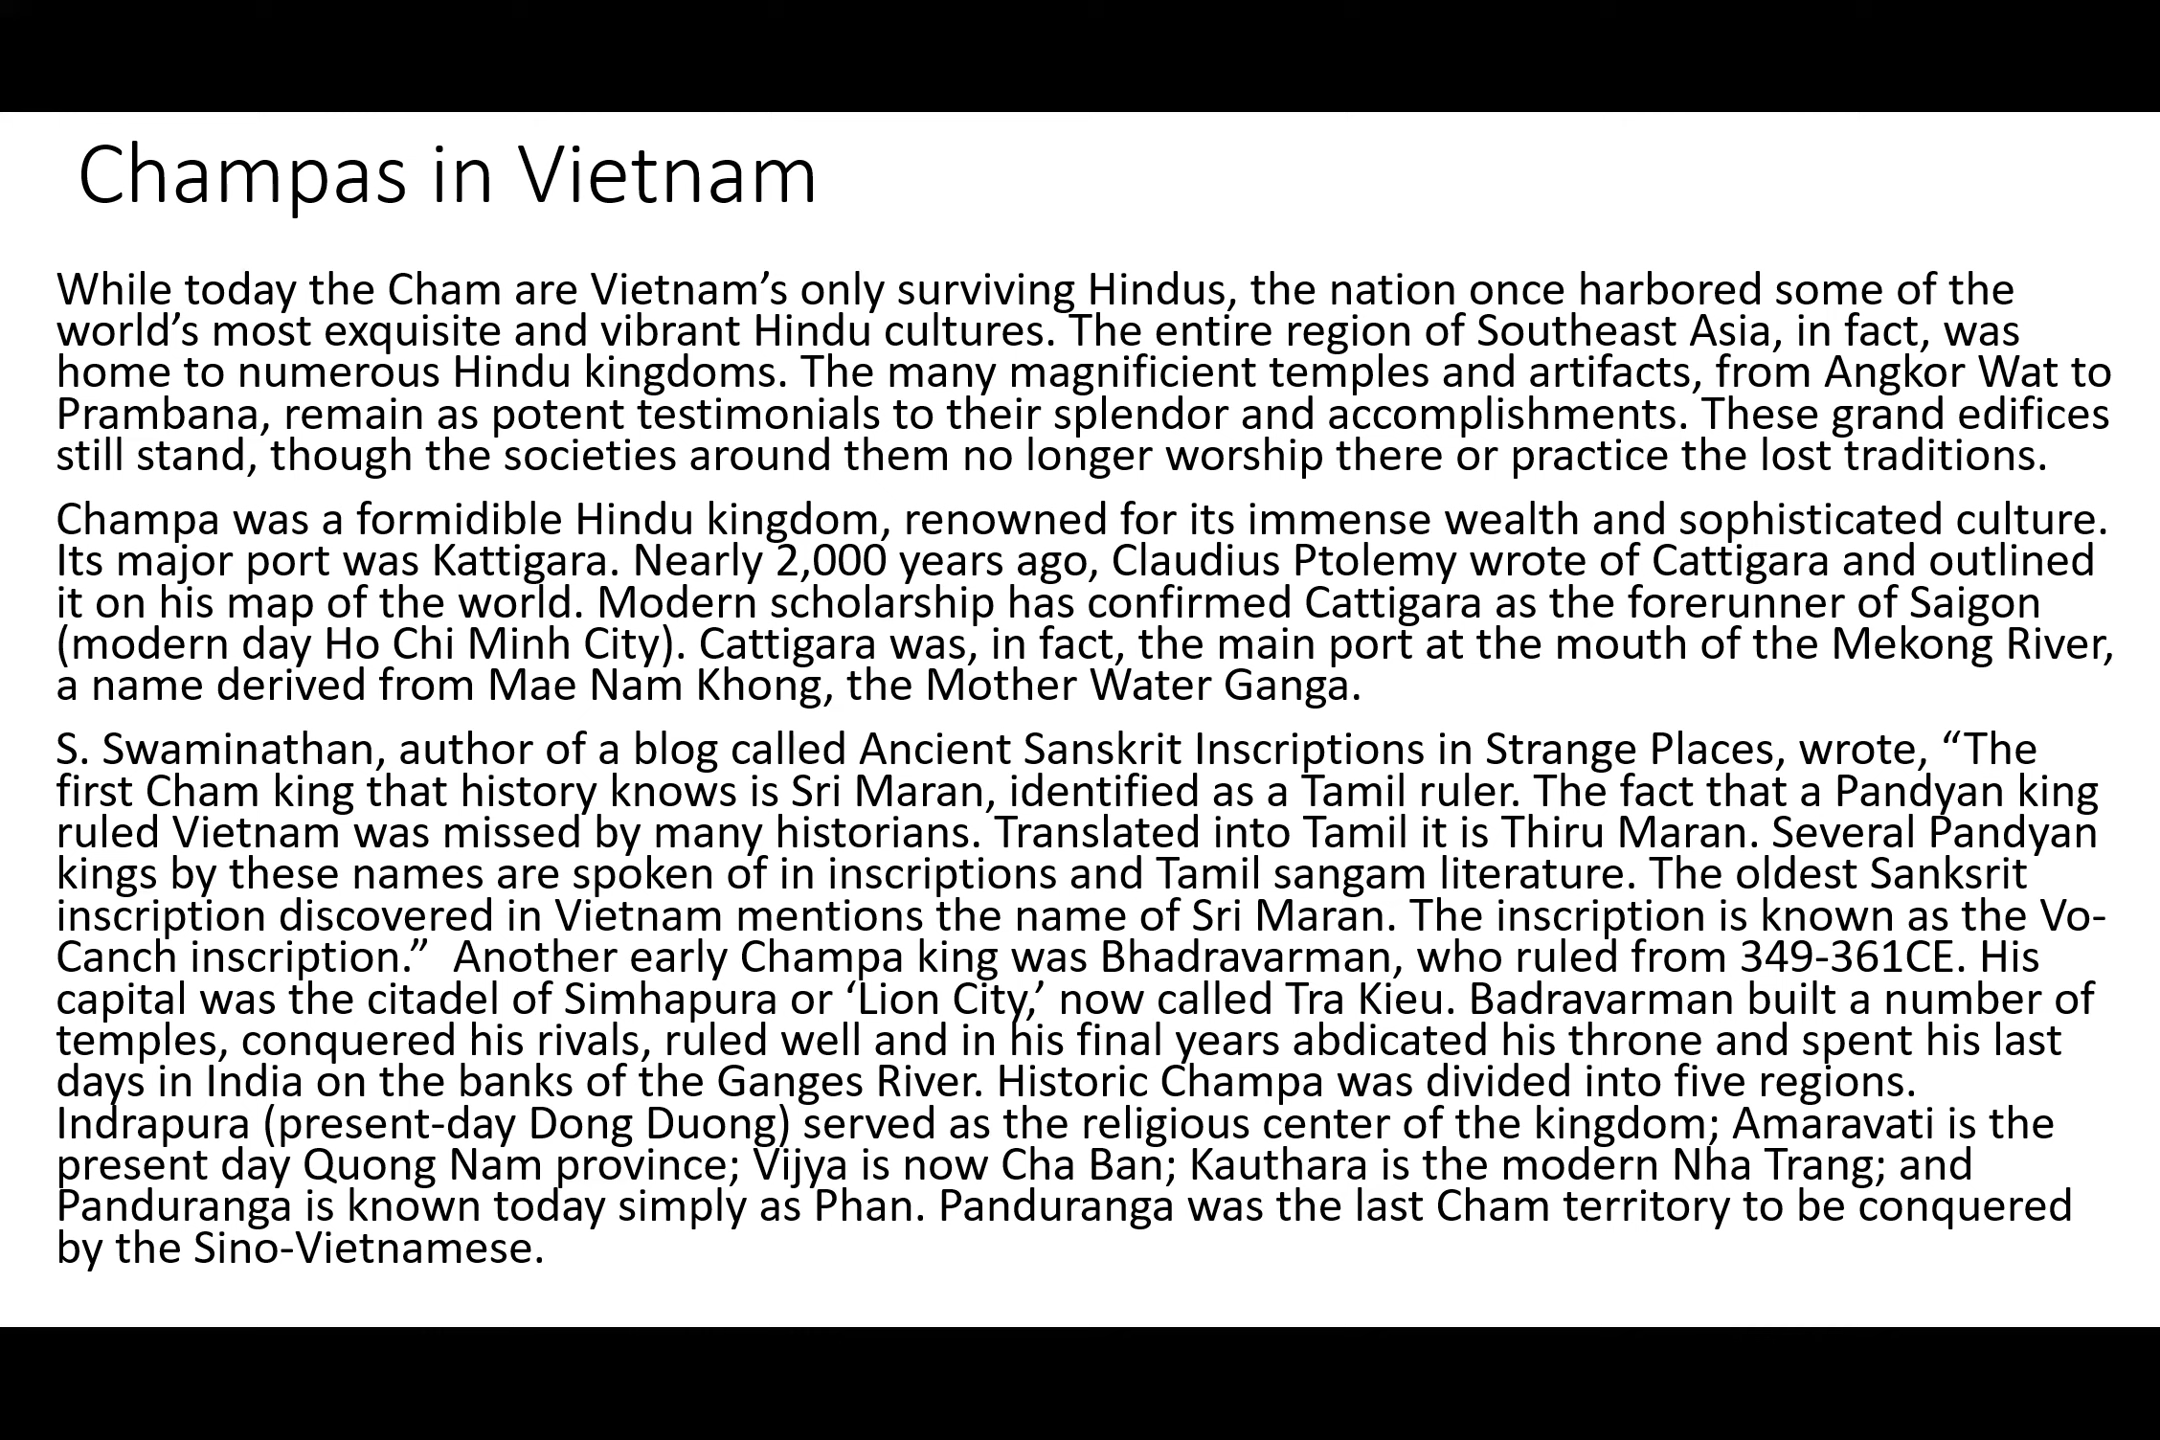 Champas in Vietnam
While today the Cham are Vietnam’s only surviving Hindus, the nation once harbored some of the
world’s most exquisite and vibrant Hindu cultures. The entire region of Southeast Asia, in fact, was
home to numerous Hindu kingdoms. The many magnificient temples and artifacts, from Angkor Wat to
Prambana, remain as potent testimonials to their splendor and accomplishments. These grand edifices
still stand, though the societies around them no longer worship there or practice the lost traditions.
Champa was a formidible Hindu kingdom, renowned for its immense wealth and sophisticated culture.
Its major port was Kattigara. Nearly 2,000 years ago, Claudius Ptolemy wrote of Cattigara and outlined
it on his map of the world. Modern scholarship has confirmed Cattigara as the forerunner of Saigon
(modern day Ho Chi Minh City). Cattigara was, in fact, the main port at the mouth of the Mekong River,
a name derived from Mae Nam Khong, the Mother Water Ganga.
S. Swaminathan, author of a blog called Ancient Sanskrit Inscriptions in Strange Places, wrote, “The
first Cham king that history knows is Sri Maran, identified as a Tamil ruler. The fact that a Pandyan king
ruled Vietnam was missed by many historians. Translated into Tamil it is Thiru Maran. Several Pandyan
kings by these names are spoken of in inscriptions and Tamil sangam literature. The oldest Sanksrit
inscription discovered in Vietnam mentions the name of Sri Maran. The inscription is known as the Vo-
Canch inscription.”  Another early Champa king was Bhadravarman, who ruled from 349-361CE. His
capital was the citadel of Simhapura or ‘Lion City,’ now called Tra Kieu. Badravarman built a number of
temples, conquered his rivals, ruled well and in his final years abdicated his throne and spent his last
days in India on the banks of the Ganges River. Historic Champa was divided into five regions.
Indrapura (present-day Dong Duong) served as the religious center of the kingdom; Amaravati is the
present day Quong Nam province; Vijya is now Cha Ban; Kauthara is the modern Nha Trang; and
Panduranga is known today simply as Phan. Panduranga was the last Cham territory to be conquered
by the Sino-Vietnamese.